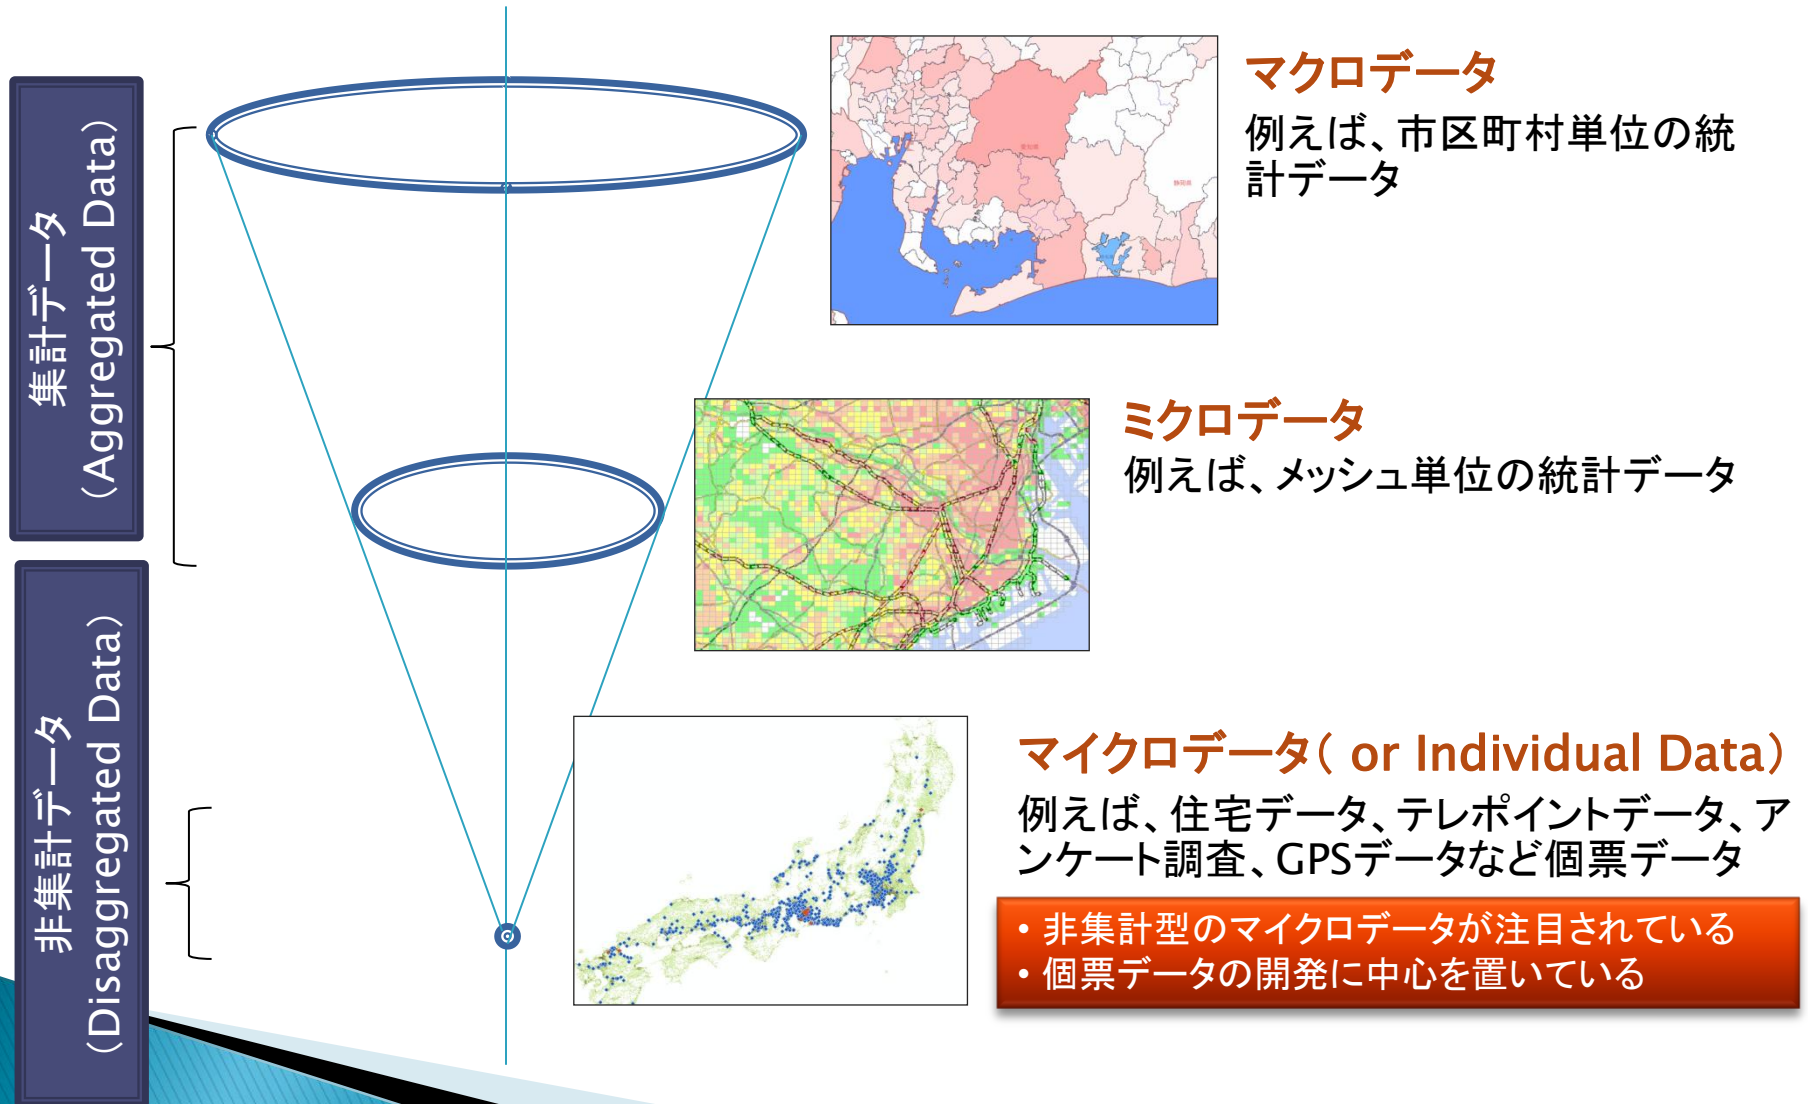 集計データ
（Aggregated Data）
非集計データ
（Disaggregated Data）
マクロデータ
例えば、市区町村単位の統
計データ
愛知県
静岡県
ミクロデータ
例えば、メッシュ単位の統計データ
マイクロデータ（ or Individual Data）
例えば、住宅データ、テレポイントデータ、ア
ンケート調査、GPSデータなど個票データ
• 非集計型のマイクロデータが注目されている
• 個票データの開発に中心を置いている